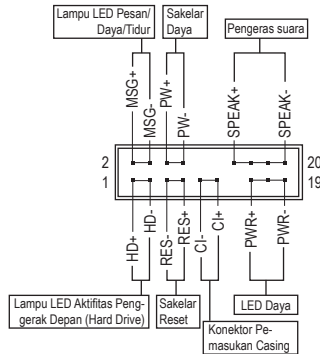 Lampu LED Pesan/
Daya/Tidur
Sakelar
Daya
Pengeras suara
MSG+
MSG-
PW+
PW-
SPEAK+
SPEAK-
2
20
1
19
HD+
HD-
RES-
RES+
CI-
CI+
PWR+
PWR-
Lampu LED Aktifitas Peng-
gerak Depan (Hard Drive)
Sakelar
Reset
LED Daya
Konektor Pe-
masukan Casing